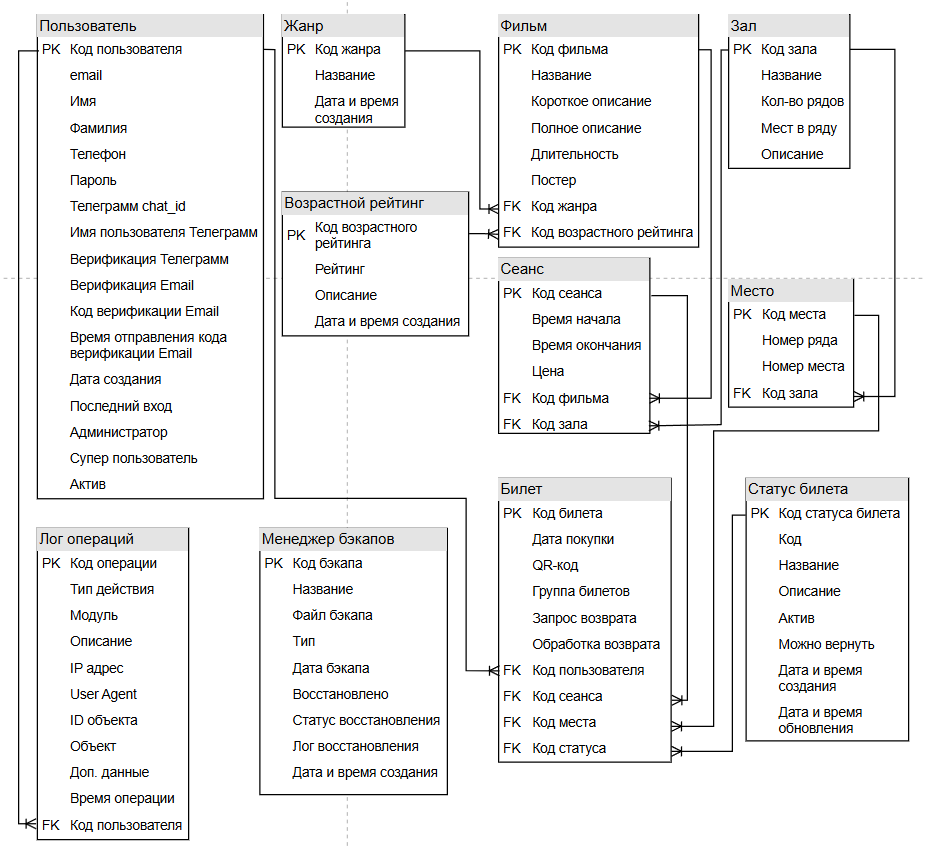 Пользователь
PK Код пользователя
email
Имя
Фамилия
Телефон
Пароль
Телеграмм chat_id
Имя пользователя Телеграмм
Верификация Телеграмм
Верификация Email
Код верификации Email
Время отправления кода
верификации Email
Дата создания
Последний вход
Администратор
Супер пользователь
Актив
Жанр
PK Код жанра
Название
Дата и время
создания
Возрастной рейтинг
PK Код возрастного
рейтинга
Рейтинг
Описание
Дата и время создания
Фильм
PK Код фильма
Название
Короткое описание
Полное описание
Длительность
Постер
FK Код жанра
FK Код возрастного рейтинга
Зал
PK Код зала
Название
Кол-во рядов
Мест в ряду
Описание
Сеанс
PK Код сеанса
Время начала
Время окончания
Цена
FK Код фильма
FK Код зала
Место
PK Код места
Номер ряда
Номер места
FK Код зала
Лог операций
PK Код операции
Тип действия
Модуль
Описание
IP адрес
User Agent
ID объекта
Объект
Доп. данные
Время операции
FK Код пользователя
Менеджер бэкапов
PK Код бэкапа
Название
Файл бэкапа
Тип
Дата бэкапа
Восстановлено
Статус восстановления
Лог восстановления
Дата и время создания
Билет
PK Код билета
Дата покупки
QR-код
Группа билетов
Запрос возврата
Обработка возврата
FK Код пользователя
FK Код сеанса
FK Код места
FK Код статуса
Статус билета
PK Код статуса билета
Код
Название
Описание
Актив
Можно вернуть
Дата и время
создания
Дата и время
обновления